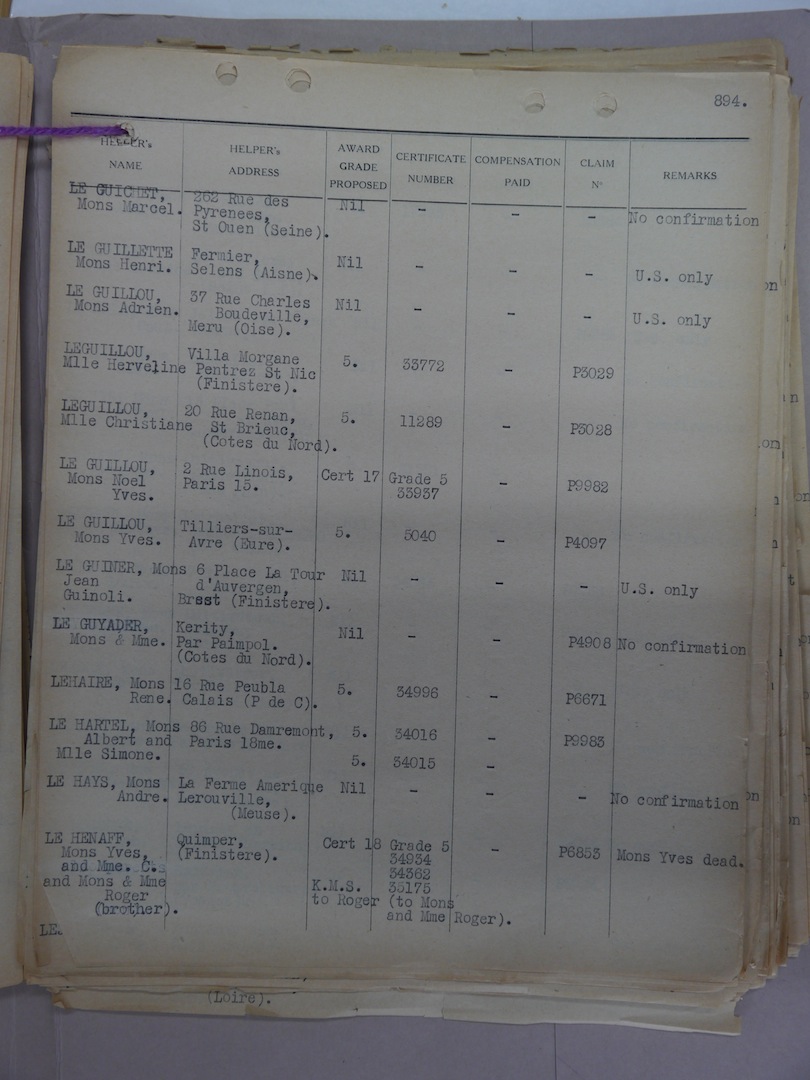 894.
HELPER's NAME | HELPER's ADDRESS | AWARD GRADE PROPOSED | CERTIFICATE NUMBER | COMPENSATION PAID | CLAIM N° | REMARKS
LE GUICHET, 262 Rue des Nil - - -
Mons Marcel. Pyrenees, No confirmation
St Ouen (Seine).
LE GUILLETTE Fermier, Nil - - -
Mons Henri. Selens (Aisne). U.S. only
LE GUILLOU, 37 Rue Charles Nil - - -
Mons Adrien. Boudeville, U.S. only
Meru (Oise).
LEGUILLOU, Villa Morgane 5. 33772 - P3029
Mlle Herveline Pentrez St Nic
(Finistere).
LEGUILLOU, 20 Rue Renan, 5. 11289 - P3028
Mlle Christiane St Brieuc,
(Cotes du Nord).
LE GUILLOU, 2 Rue Linois, Cert 17 Grade 5 - P9982
Mons Noel Paris 15. 33937
Yves.
LE GUILLOU, Tilliers-sur- 5. 5040 - P4097
Mons Yves. Avre (Eure).
LE GUINER, Mons 6 Place La Tour Nil - - - U.S. only
Jean d'Auvergen,
Guinoli. Brest (Finistere).
LE GUYADER, Kerity, Nil - - P4908 No confirmation
Mons & Mme. Par Paimpol.
(Cotes du Nord).
LEHAIRE, Mons 16 Rue Peubla 5. 34996 - P6671
Rene. Calais (P de C).
LE HARTEL, Mons 86 Rue Damremont, 5. 34016 - P9983
Albert and Paris 18me.
Mlle Simone. 5. 34015 -
LE HAYS, Mons La Ferme Amerique Nil - - - No confirmation
Andre. Lerouville,
(Meuse).
LE HENAFF, Quimper, Cert 18 Grade 5 - P6853 Mons Yves dead.
Mons Yves, (Finistere). 34934
and Mme. C. 34362
and Mons & Mme K.M.S. 35175
Roger to Roger (to Mons
(brother). and Mme Roger).
(Loire).